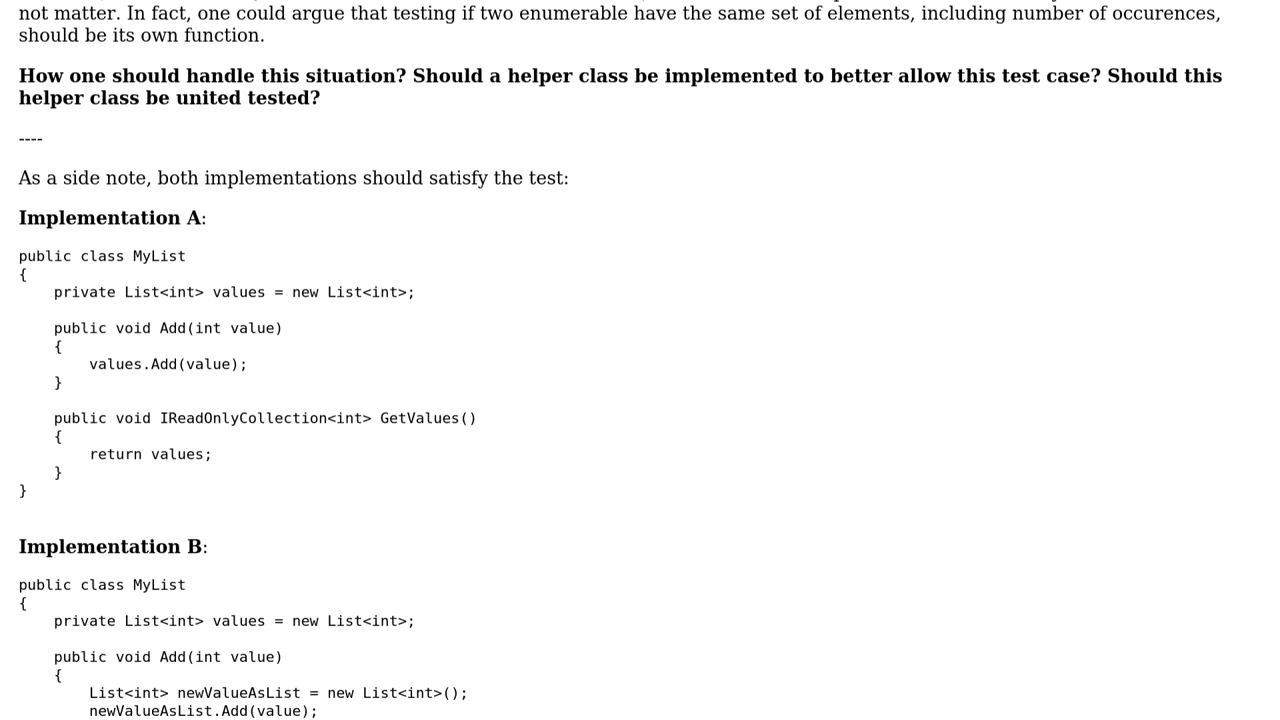 not matter. In fact, one could argue that testing if two enumerable have the same set of elements, including number of occurences,
should be its own function.
How one should handle this situation? Should a helper class be implemented to better allow this test case? Should this
helper class be united tested?
----
As a side note, both implementations should satisfy the test:
Implementation A:
public class MyList
{
    private List<int> values = new List<int>;
    public void Add(int value)
    {
        values.Add(value);
    }
    public void IReadOnlyCollection<int> GetValues()
    {
        return values;
    }
}
Implementation B:
public class MyList
{
    private List<int> values = new List<int>;
    public void Add(int value)
    {
        List<int> newValueAsList = new List<int>();
        newValueAsList.Add(value);